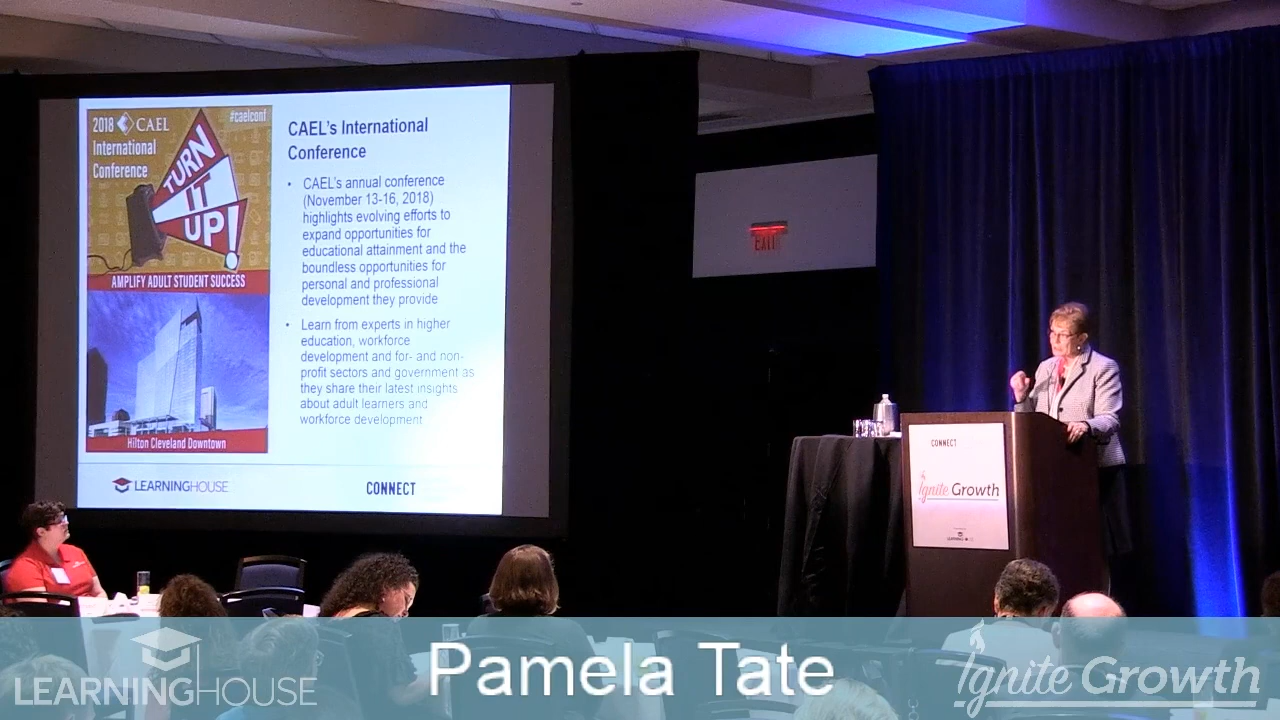 2018 CAEL
#caelconf
International
Conference
TURN
IT
UP!
AMPLIFY ADULT STUDENT SUCCESS
Hilton Cleveland Downtown
CAEL's International
Conference
• CAEL's annual conference
(November 13-16, 2018)
highlights evolving efforts to
expand opportunities for
educational attainment and the
boundless opportunities for
personal and professional
development they provide
• Learn from experts in higher
education, workforce
development and for- and non-
profit sectors and government as
they share their latest insights
about adult learners and
workforce development
LEARNINGHOUSE
CONNECT
EXIT
CONNECT
Ignite Growth
LEARNINGHOUSE
Pamela Tate
Ignite Growth